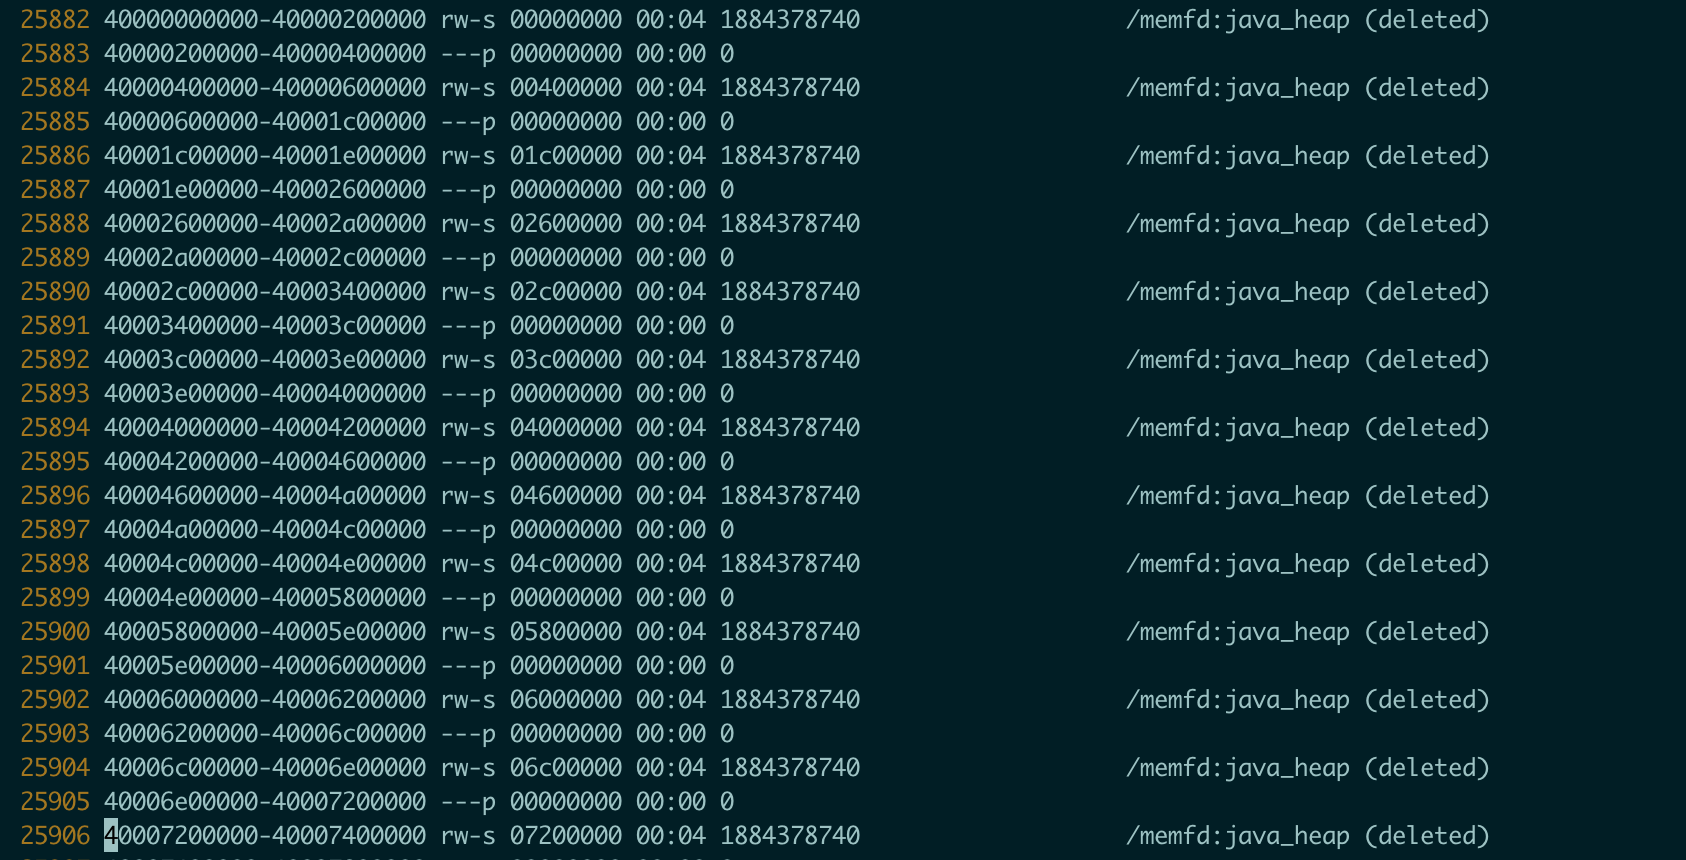 25882 40000000000-40000200000 rw-s 00000000 00:04 1884378740 /memfd:java_heap (deleted)
25883 40000200000-40000400000 ---p 00000000 00:00 0
25884 40000400000-40000600000 rw-s 00400000 00:04 1884378740 /memfd:java_heap (deleted)
25885 40000600000-40001c00000 ---p 00000000 00:00 0
25886 40001c00000-40001e00000 rw-s 01c00000 00:04 1884378740 /memfd:java_heap (deleted)
25887 40001e00000-40002600000 ---p 00000000 00:00 0
25888 40002600000-40002a00000 rw-s 02600000 00:04 1884378740 /memfd:java_heap (deleted)
25889 40002a00000-40002c00000 ---p 00000000 00:00 0
25890 40002c00000-40003400000 rw-s 02c00000 00:04 1884378740 /memfd:java_heap (deleted)
25891 40003400000-40003c00000 ---p 00000000 00:00 0
25892 40003c00000-40003e00000 rw-s 03c00000 00:04 1884378740 /memfd:java_heap (deleted)
25893 40003e00000-40004000000 ---p 00000000 00:00 0
25894 40004000000-40004200000 rw-s 04000000 00:04 1884378740 /memfd:java_heap (deleted)
25895 40004200000-40004600000 ---p 00000000 00:00 0
25896 40004600000-40004a00000 rw-s 04600000 00:04 1884378740 /memfd:java_heap (deleted)
25897 40004a00000-40004c00000 ---p 00000000 00:00 0
25898 40004c00000-40004e00000 rw-s 04c00000 00:04 1884378740 /memfd:java_heap (deleted)
25899 40004e00000-40005800000 ---p 00000000 00:00 0
25900 40005800000-40005e00000 rw-s 05800000 00:04 1884378740 /memfd:java_heap (deleted)
25901 40005e00000-40006000000 ---p 00000000 00:00 0
25902 40006000000-40006200000 rw-s 06000000 00:04 1884378740 /memfd:java_heap (deleted)
25903 40006200000-40006c00000 ---p 00000000 00:00 0
25904 40006c00000-40006e00000 rw-s 06c00000 00:04 1884378740 /memfd:java_heap (deleted)
25905 40006e00000-40007200000 ---p 00000000 00:00 0
25906 40007200000-40007400000 rw-s 07200000 00:04 1884378740 /memfd:java_heap (deleted)